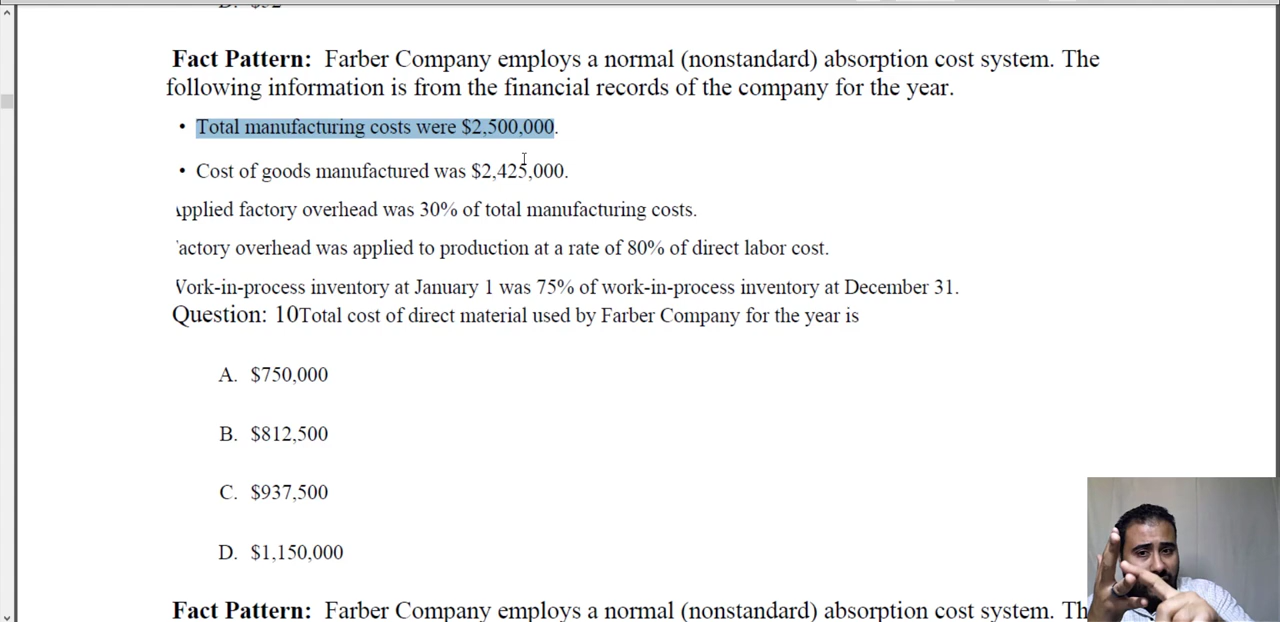 Fact Pattern: Farber Company employs a normal (nonstandard) absorption cost system. The
following information is from the financial records of the company for the year.
• Total manufacturing costs were $2,500,000.
• Cost of goods manufactured was $2,425,000.
pplied factory overhead was 30% of total manufacturing costs.
actory overhead was applied to production at a rate of 80% of direct labor cost.
Vork-in-process inventory at January 1 was 75% of work-in-process inventory at December 31.
Question: 10Total cost of direct material used by Farber Company for the year is
A. $750,000
B. $812,500
C. $937,500
D. $1,150,000
Fact Pattern: Farber Company employs a normal (nonstandard) absorption cost system. Th